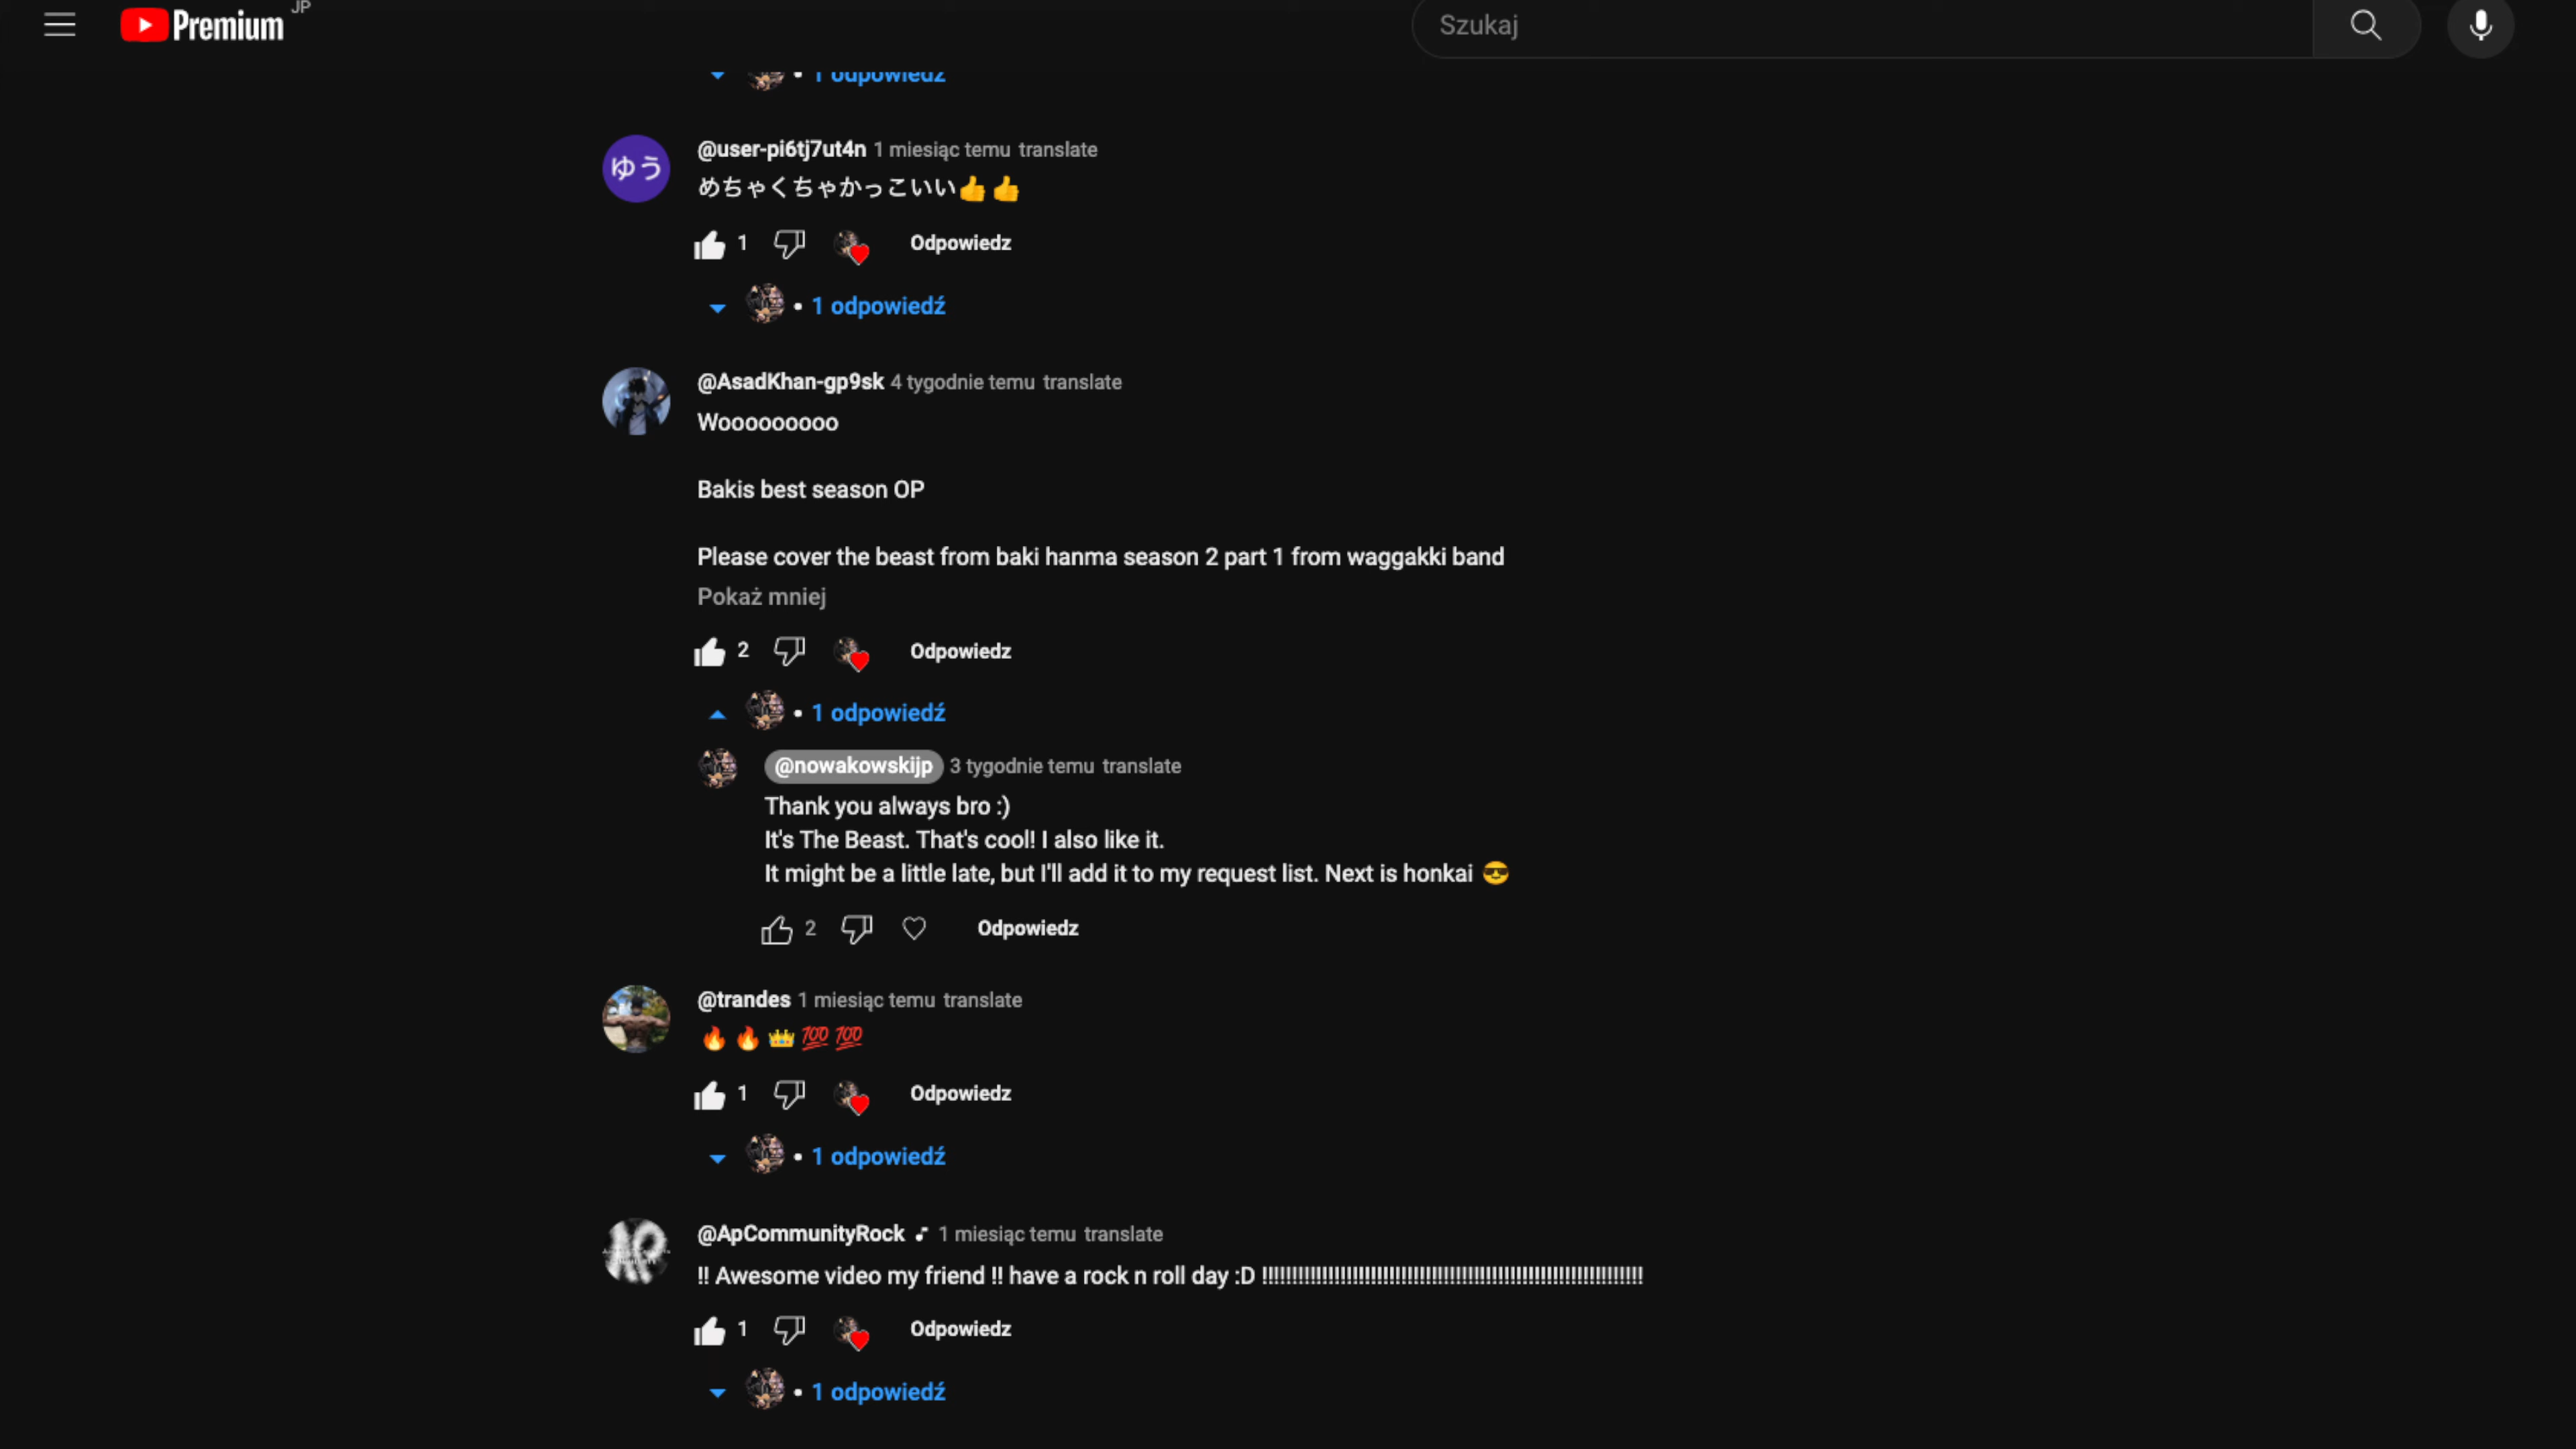 Premium JP
Szukaj
1 odpowiedź
ゆう
@user-pi6tj7ut4n 1 miesiąc temu translate
めちゃくちゃかっこいい👍👍
1 Odpowiedz
1 odpowiedź
@AsadKhan-gp9sk 4 tygodnie temu translate
Wooooooooo
Bakis best season OP
Please cover the beast from baki hanma season 2 part 1 from waggakki band
Pokaż mniej
2 Odpowiedz
1 odpowiedź
@nowakowskijp 3 tygodnie temu translate
Thank you always bro :)
It's The Beast. That's cool! I also like it.
It might be a little late, but I'll add it to my request list. Next is honkai 😎
2 Odpowiedz
@trandes 1 miesiąc temu translate
🔥🔥👑💯💯
1 Odpowiedz
1 odpowiedź
@ApCommunityRock 1 miesiąc temu translate
!! Awesome video my friend !! have a rock n roll day :D !!!!!!!!!!!!!!!!!!!!!!!!!!!!!!!!!!!!!!!!!!!!!!!!!!!!!!!!!!!!!!!
1 Odpowiedz
1 odpowiedź